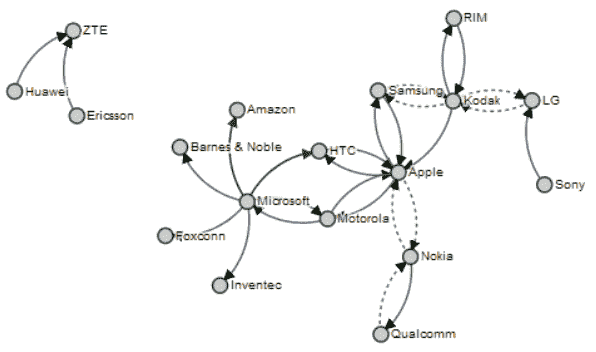 RIM
ZTE
Samsung
Kodak
LG
Huawei
Amazon
Ericsson
Barnes & Noble
HTC
Apple
Sony
Microsoft
Motorola
Foxconn
Nokia
Inventec
Qualcomm